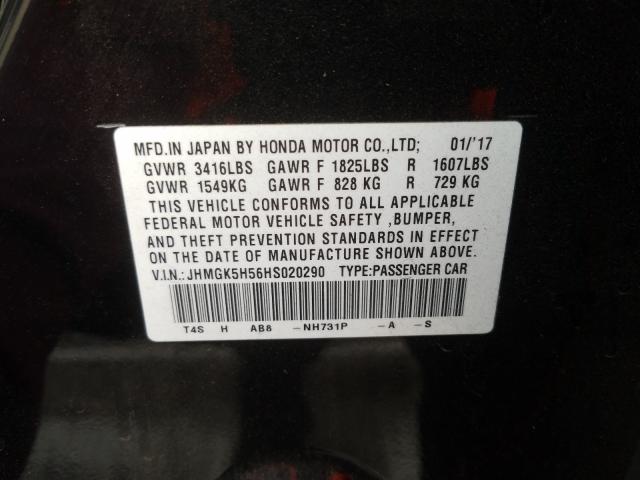 MFD.IN JAPAN BY HONDA MOTOR CO.,LTD; 01/'17
GVWR 3416LBS GAWR F 1825LBS R 1607LBS
GVWR 1549KG GAWR F 828 KG R 729 KG
THIS VEHICLE CONFORMS TO ALL APPLICABLE
FEDERAL MOTOR VEHICLE SAFETY ,BUMPER,
AND THEFT PREVENTION STANDARDS IN EFFECT
ON THE DATE OF MANUFACTURE SHOWN ABOVE.
V.I.N.:JHMGK5H56HS020290 TYPE:PASSENGER CAR
T4S H AB8 -NH731P -A -S